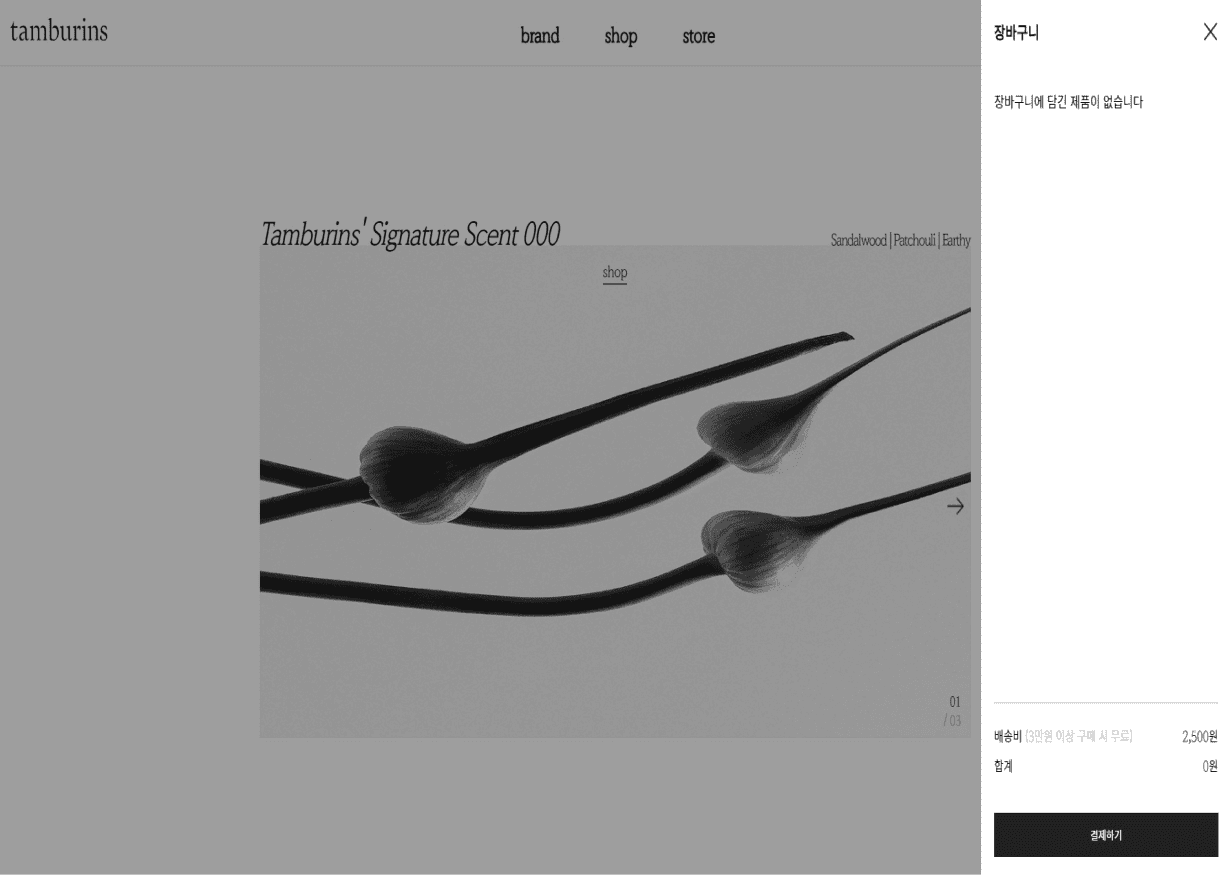 tamburins
brand shop store
Tamburins' Signature Scent 000
Sandalwood | Patchouli | Earthy
shop
01
/ 03
장바구니 X
장바구니에 담긴 제품이 없습니다
배송비 (3만원 이상 구매 시 무료) 2,500원
합계 0원
결제하기